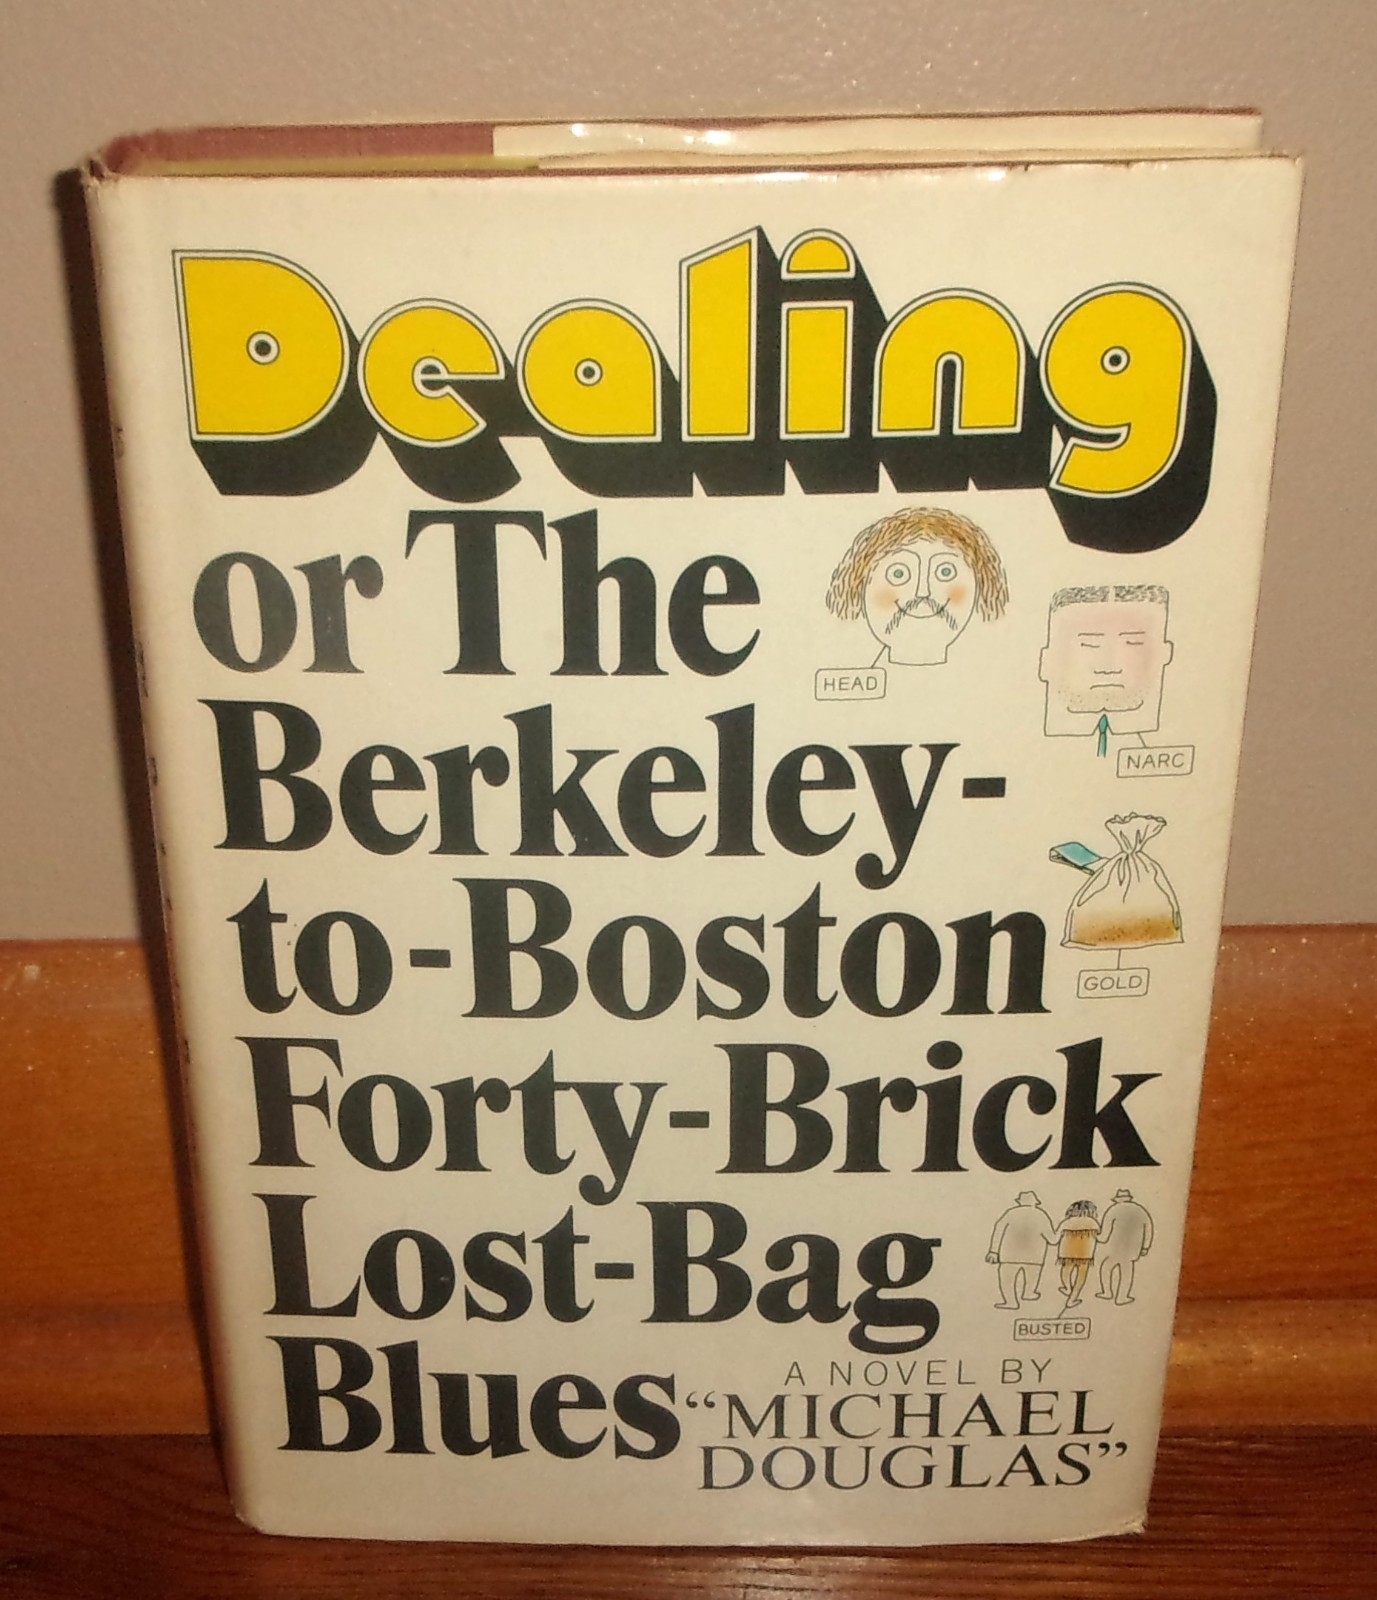 Dealing
or The
HEAD
NARC
Berkeley-
to-Boston
GOLD
Forty-Brick
Lost-Bag
BUSTED
Blues
A NOVEL BY
"MICHAEL
DOUGLAS"